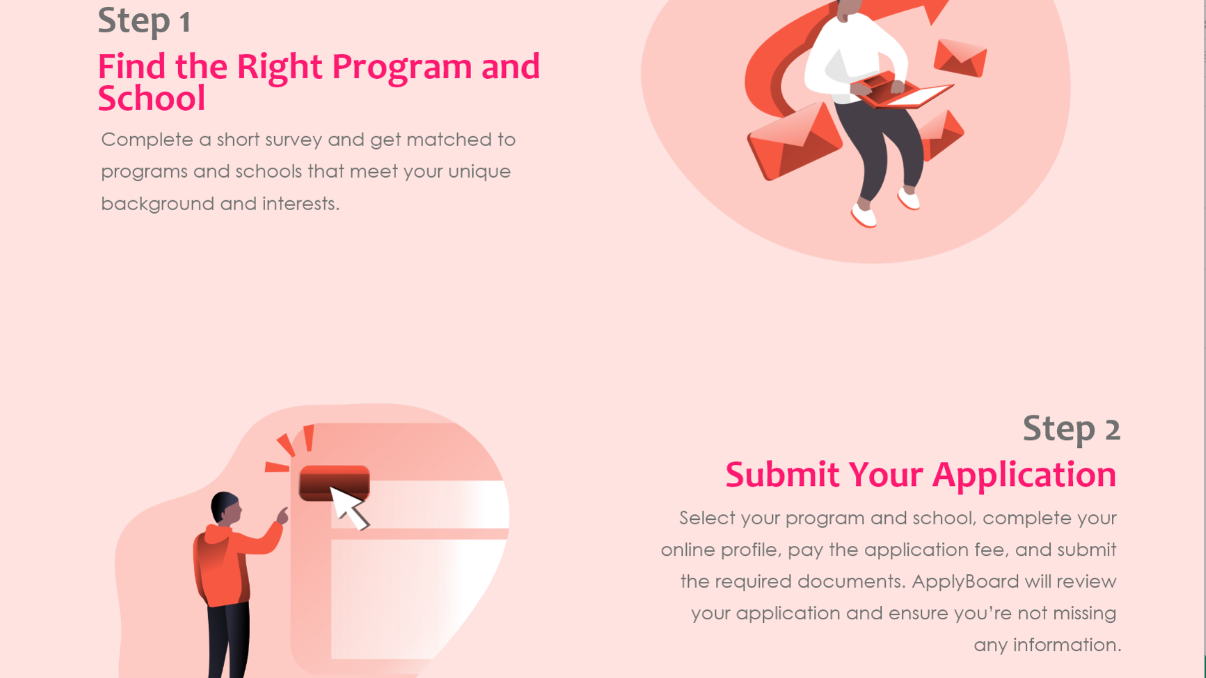 Step 1
Find the Right Program and
School
Complete a short survey and get matched to
programs and schools that meet your unique
background and interests.
Step 2
Submit Your Application
Select your program and school, complete your
online profile, pay the application fee, and submit
the required documents. ApplyBoard will review
your application and ensure you’re not missing
any information.